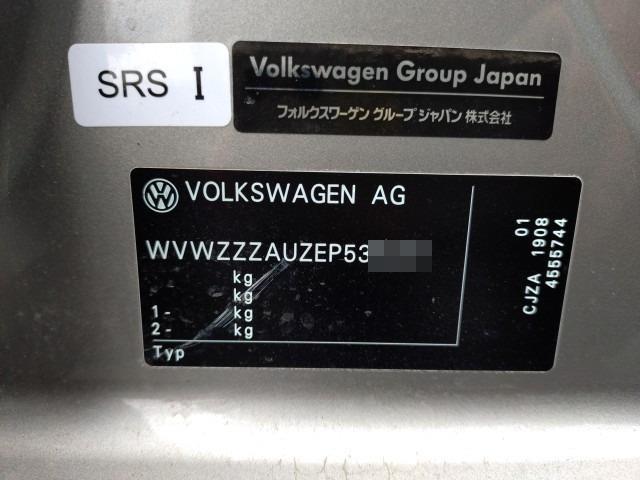 SRS I
Volkswagen Group Japan
フォルクスワーゲン グループ ジャパン 株式会社
VOLKSWAGEN AG
WVWZZZAUZEP53
kg
kg
1- kg
2- kg
Typ
01
CJZA 1908
4555744